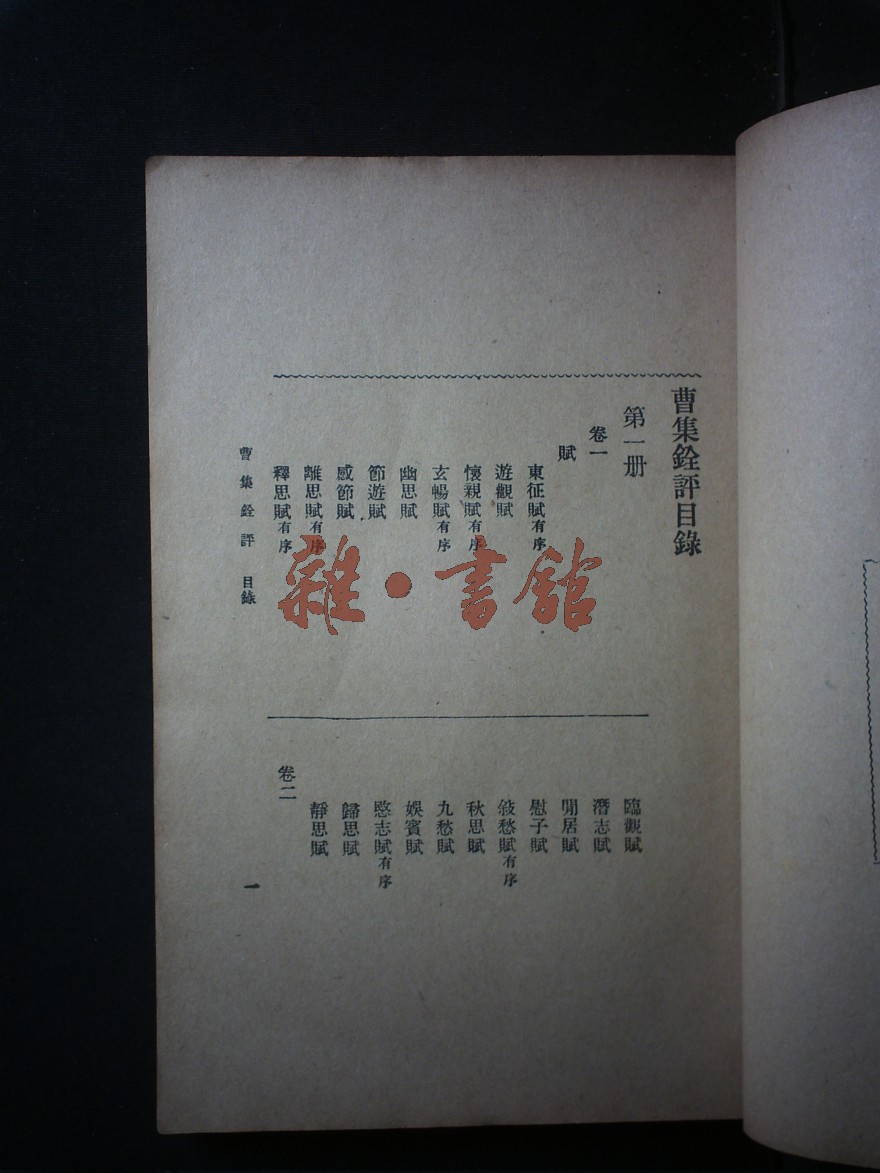 曹集銓評目錄
第一册
卷一
賦
東征賦有序
遊觀賦
懷親賦有序
玄暢賦有序
幽思賦
節遊賦
感節賦
離思賦有序
釋思賦有序
臨觀賦
潛志賦
閒居賦
慰子賦
敍愁賦有序
秋思賦
九愁賦
娛賓賦
愍志賦有序
歸思賦
靜思賦
卷二
曹集銓評 目錄
一
雜·書館